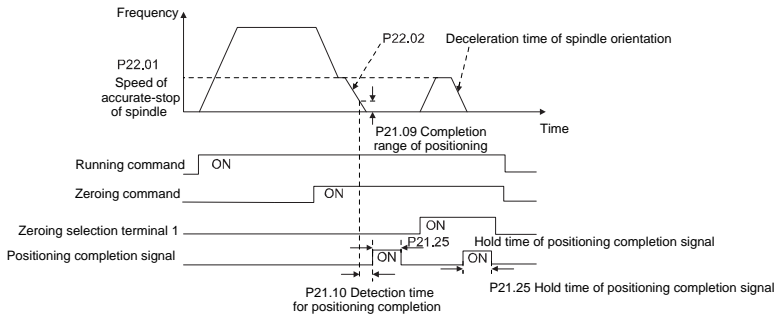 Frequency
P22.02
Deceleration time of spindle orientation
P22.01
Speed of
accurate-stop
of spindle
Time
P21.09 Completion
range of positioning
Running command
ON
Zeroing command
ON
Zeroing selection terminal 1
ON
P21.25
Hold time of positioning completion signal
Positioning completion signal
ON
ON
P21.10 Detection time
for positioning completion
P21.25 Hold time of positioning completion signal